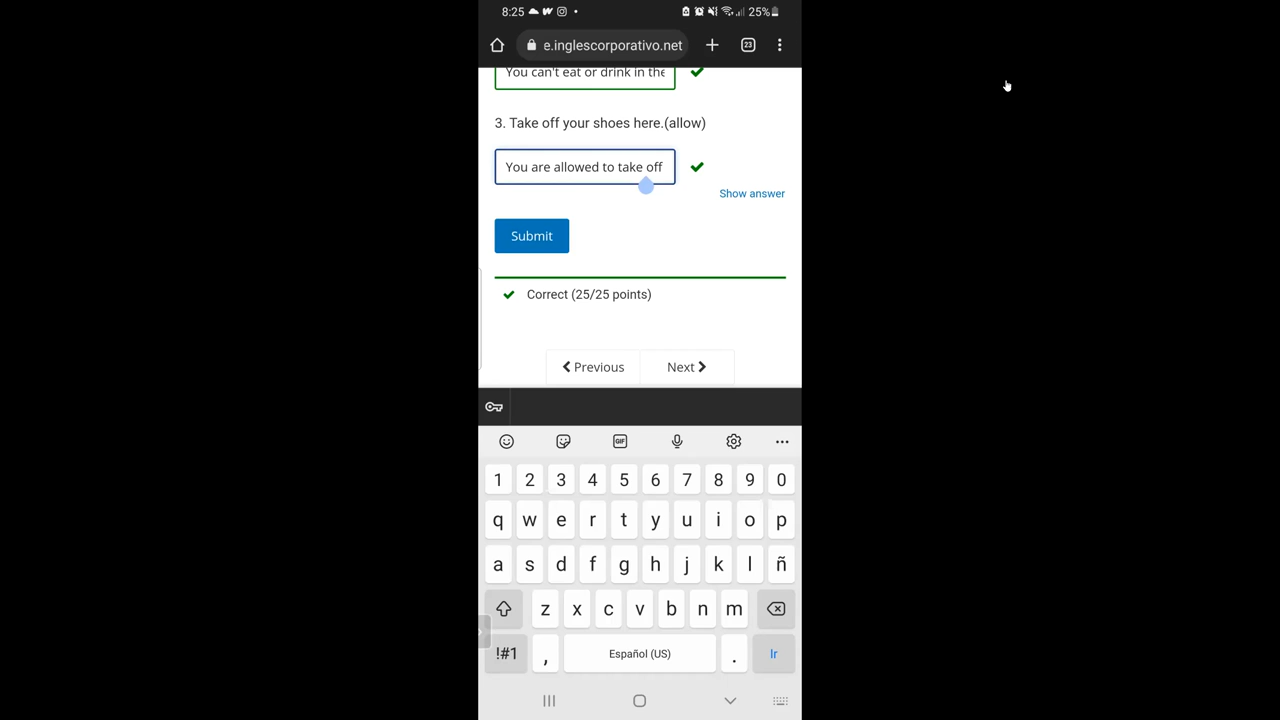 8:25
25%
e.inglescorporativo.net
23
You can't eat or drink in the
3. Take off your shoes here.(allow)
You are allowed to take off
Show answer
Submit
Correct (25/25 points)
Previous
Next
GIF
1 2 3 4 5 6 7 8 9 0
q w e r t y u i o p
a s d f g h j k l ñ
z x c v b n m
!#1 , Español (US) . Ir